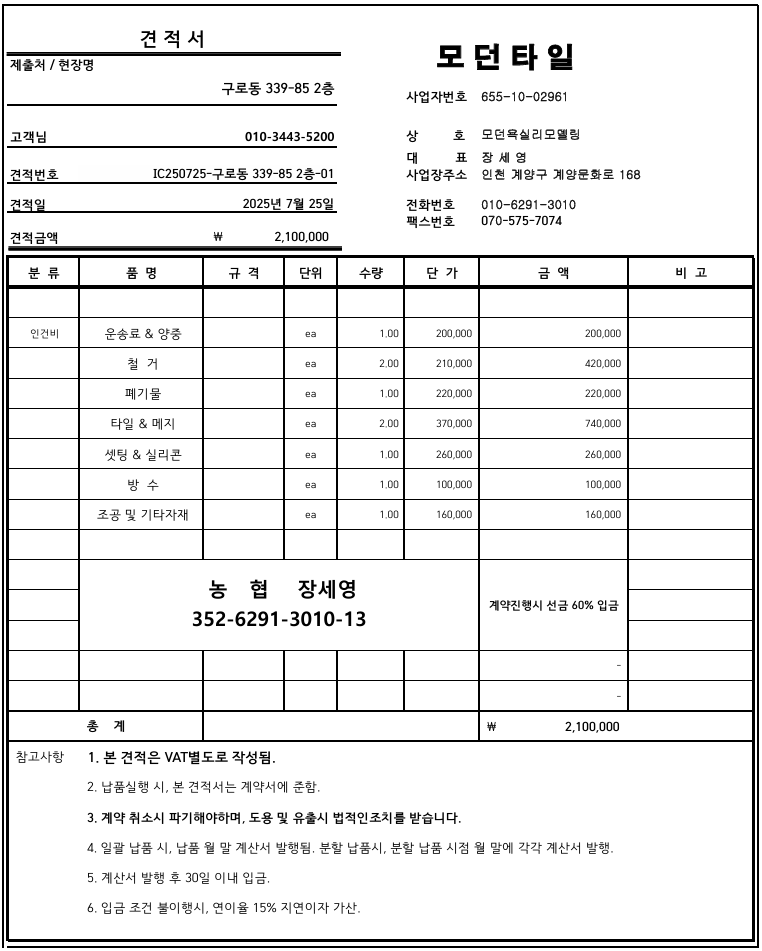 견 적 서
제출처 / 현장명
구로동 339-85 2층
고객님 010-3443-5200
견적번호 IC250725-구로동 339-85 2층-01
견적일 2025년 7월 25일
견적금액 ₩ 2,100,000
모던타일
사업자번호 655-10-02961
상 호 모던욕실리모델링
대 표 장 세 영
사업장주소 인천 계양구 계양문화로 168
전화번호 010-6291-3010
팩스번호 070-575-7074
분 류 품 명 규 격 단위 수량 단 가 금 액 비 고
인건비 운송료 & 양중 ea 1.00 200,000 200,000
철 거 ea 2.00 210,000 420,000
폐기물 ea 1.00 220,000 220,000
타일 & 메지 ea 2.00 370,000 740,000
셋팅 & 실리콘 ea 1.00 260,000 260,000
방 수 ea 1.00 100,000 100,000
조공 및 기타자재 ea 1.00 160,000 160,000
농 협 장세영
352-6291-3010-13
계약진행시 선금 60% 입금
-
-
총 계 ₩ 2,100,000
참고사항 1. 본 견적은 VAT별도로 작성됨.
2. 납품실행 시, 본 견적서는 계약서에 준함.
3. 계약 취소시 파기해야하며, 도용 및 유출시 법적인조치를 받습니다.
4. 일괄 납품 시, 납품 월 말 계산서 발행됨. 분할 납품시, 분할 납품 시점 월 말에 각각 계산서 발행.
5. 계산서 발행 후 30일 이내 입금.
6. 입금 조건 불이행시, 연이율 15% 지연이자 가산.